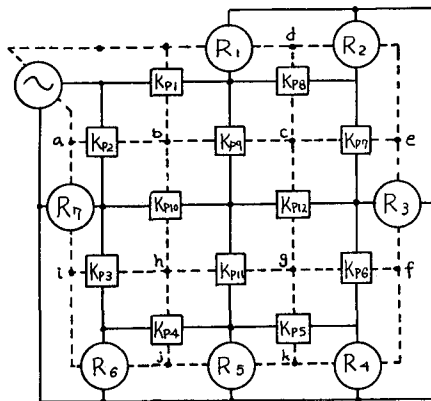 R1 d R2
Kp1 Kp8
a Kp2 b Kp9 c Kp7 e
R7 Kp10 Kp12 R3
i Kp3 h Kp11 g Kp6 f
Kp4 Kp5
R6 j R5 k R4